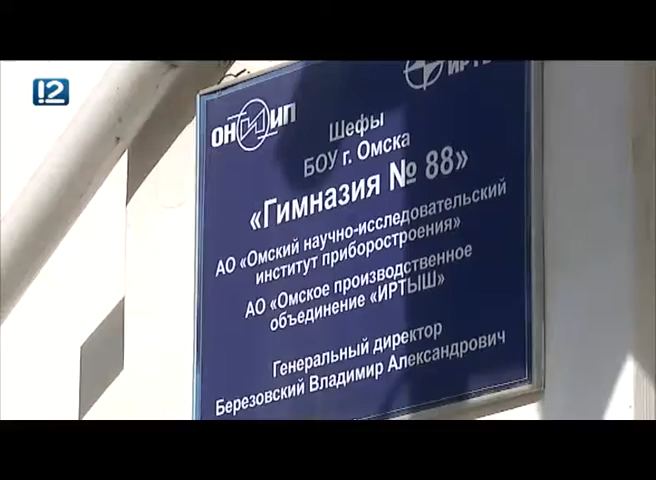 12
ОНИИП
ИРТЫШ
Шефы
БОУ г. Омска
«Гимназия № 88»
АО «Омский научно-исследовательский
институт приборостроения»
АО «Омское производственное
объединение «ИРТЫШ»
Генеральный директор
Березовский Владимир Александрович